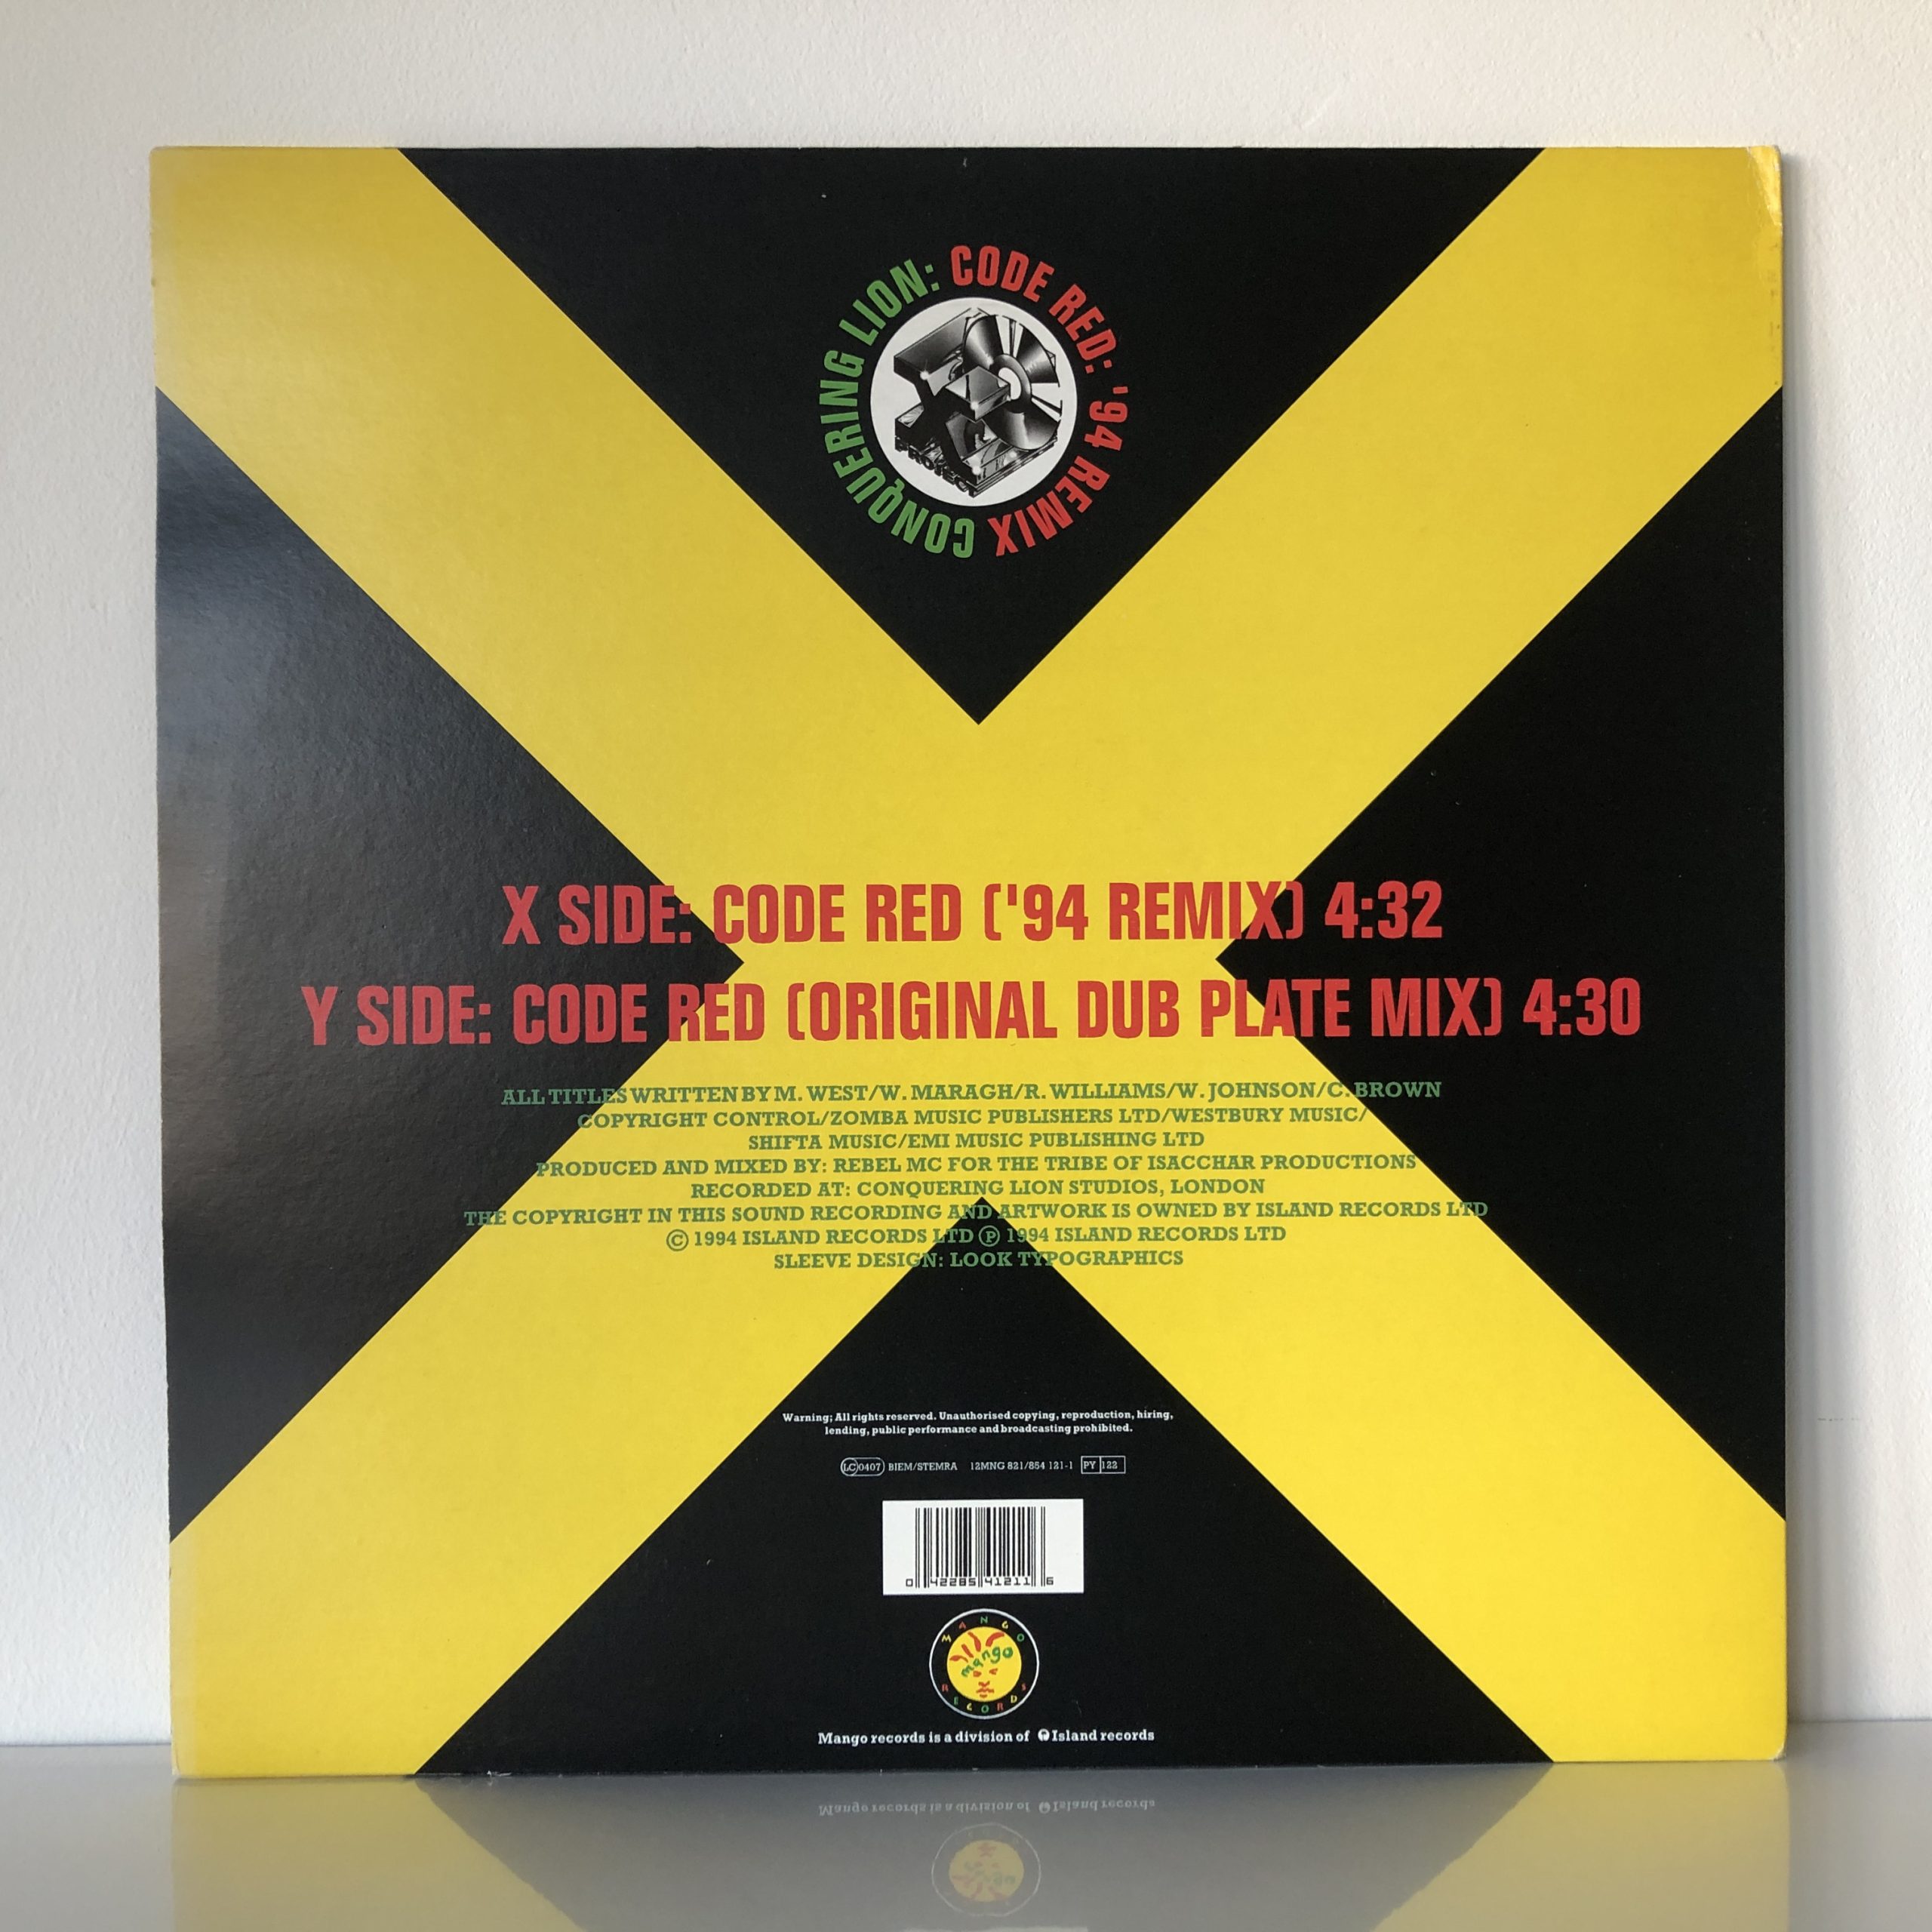 CONQUERING LION: CODE RED: '94 REMIX
PROJECT
X SIDE: CODE RED ('94 REMIX) 4:32
Y SIDE: CODE RED (ORIGINAL DUB PLATE MIX) 4:30
ALL TITLES WRITTEN BY M. WEST/W. MARAGH/R. WILLIAMS/W. JOHNSON/C. BROWN
COPYRIGHT CONTROL/ZOMBA MUSIC PUBLISHERS LTD/WESTBURY MUSIC/
SHIFTA MUSIC/EMI MUSIC PUBLISHING LTD
PRODUCED AND MIXED BY: REBEL MC FOR THE TRIBE OF ISACCHAR PRODUCTIONS
RECORDED AT: CONQUERING LION STUDIOS, LONDON
THE COPYRIGHT IN THIS SOUND RECORDING AND ARTWORK IS OWNED BY ISLAND RECORDS LTD
© 1994 ISLAND RECORDS LTD ℗ 1994 ISLAND RECORDS LTD
SLEEVE DESIGN: LOOK TYPOGRAPHICS
Warning; All rights reserved. Unauthorised copying, reproduction, hiring,
lending, public performance and broadcasting prohibited.
LC 0407 BIEM/STEMRA 12MNG 821/854 121-1 PY 122
0 42285 41211 6
MANGO
mango
RECORDS
Mango records is a division of Island records